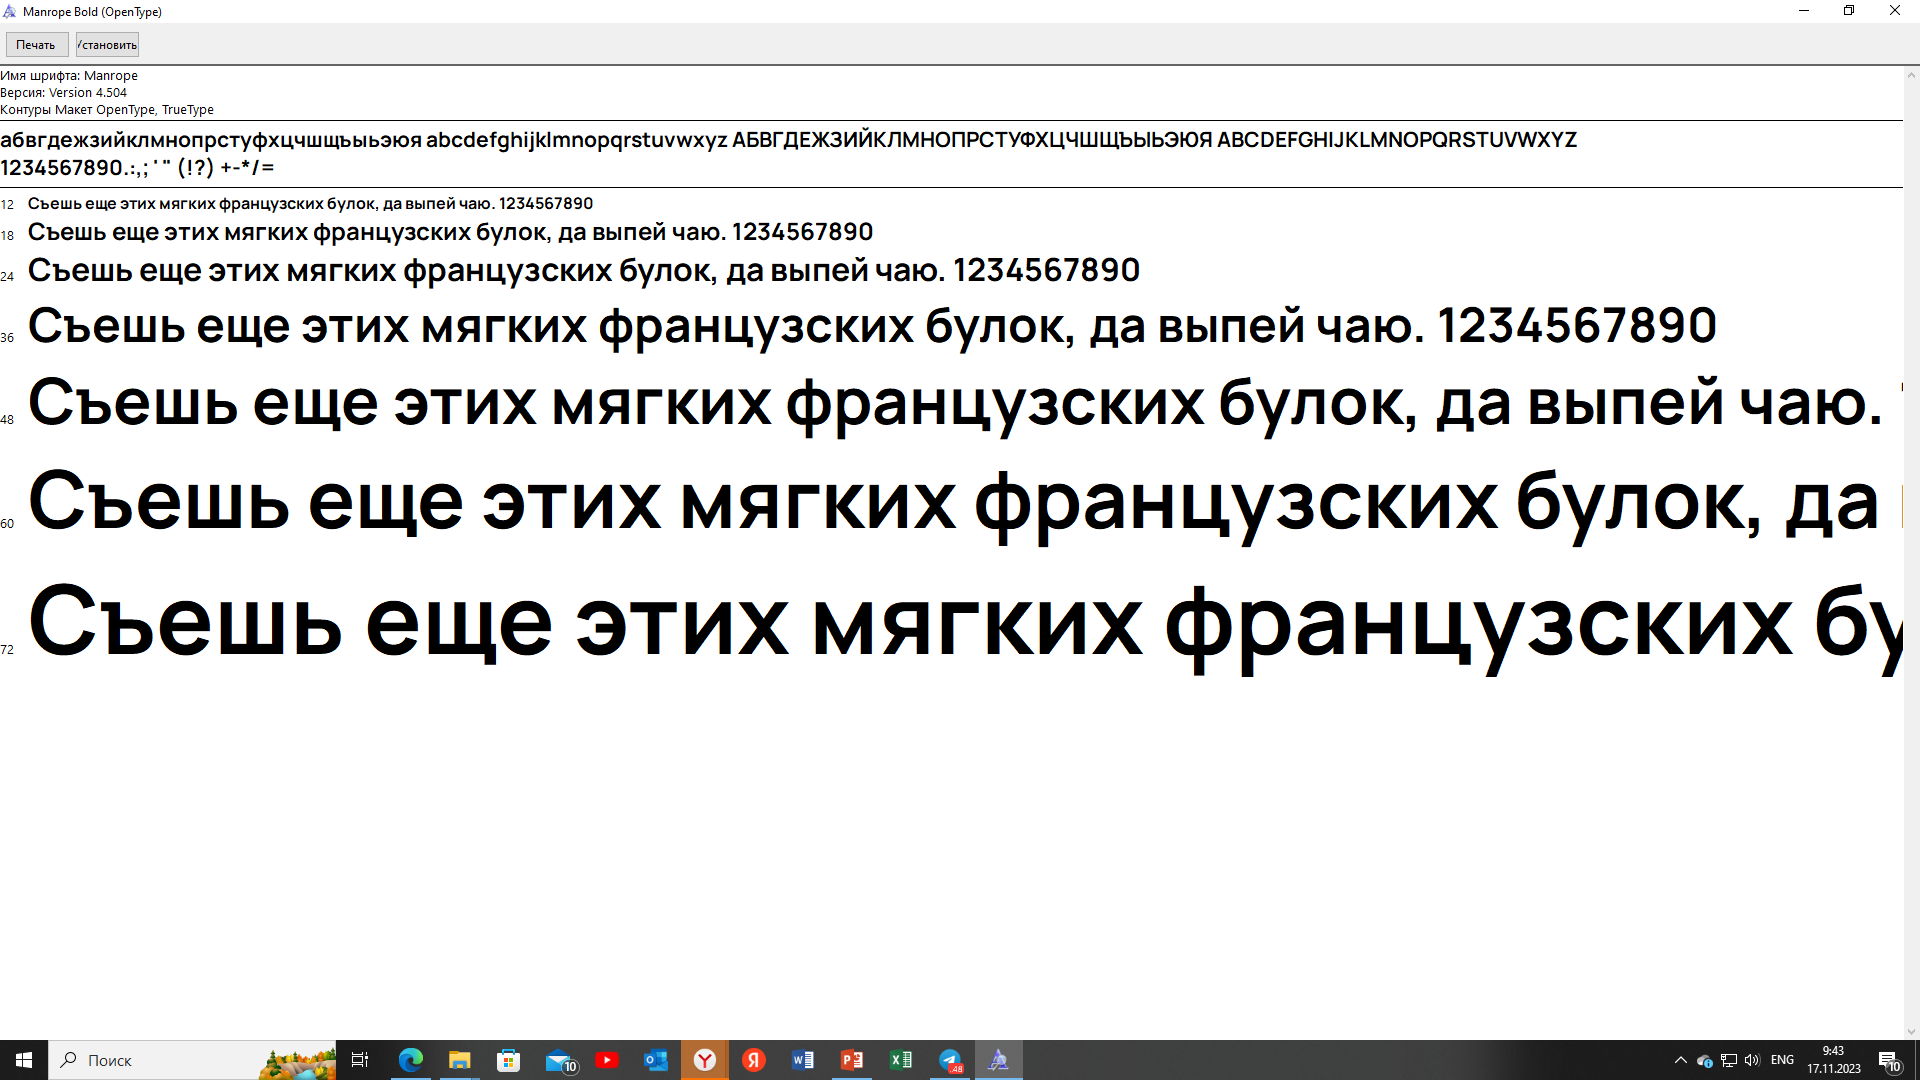 Manrope Bold (OpenType)
Печать
Установить
Имя шрифта: Manrope
Версия: Version 4.504
Контуры Макет OpenType, TrueType
абвгдежзийклмнопрстуфхцчшщъыьэюя abcdefghijklmnopqrstuvwxyz АБВГДЕЖЗИЙКЛМНОПРСТУФХЦЧШЩЪЫЬЭЮЯ ABCDEFGHIJKLMNOPQRSTUVWXYZ
1234567890.:,; ' " (!?) +-*/=
12 Съешь еще этих мягких французских булок, да выпей чаю. 1234567890
18 Съешь еще этих мягких французских булок, да выпей чаю. 1234567890
24 Съешь еще этих мягких французских булок, да выпей чаю. 1234567890
36 Съешь еще этих мягких французских булок, да выпей чаю. 1234567890
48 Съешь еще этих мягких французских булок, да выпей чаю.
60 Съешь еще этих мягких французских булок, да
72 Съешь еще этих мягких французских бу
Поиск
10
48
ENG
9:43
17.11.2023
10